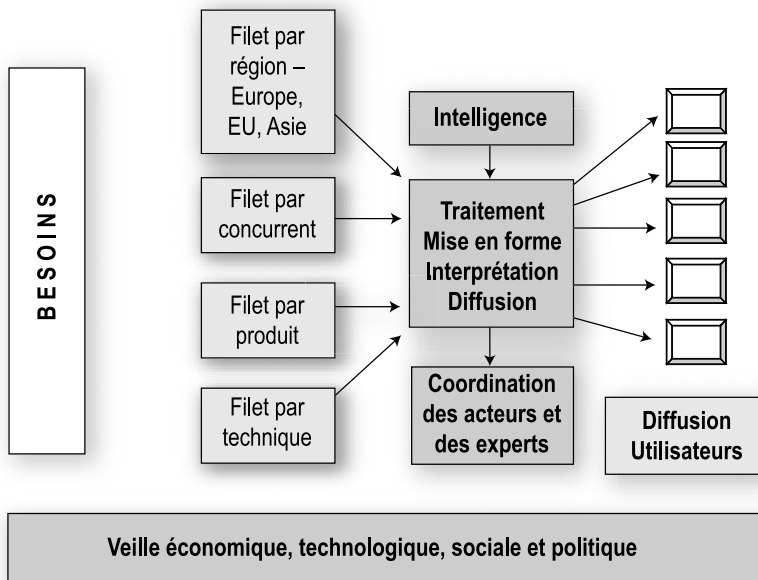 BESOINS
Filet par
région –
Europe,
EU, Asie
Filet par
concurrent
Filet par
produit
Filet par
technique
Intelligence
Traitement
Mise en forme
Interprétation
Diffusion
Coordination
des acteurs et
des experts
Diffusion
Utilisateurs
Veille économique, technologique, sociale et politique